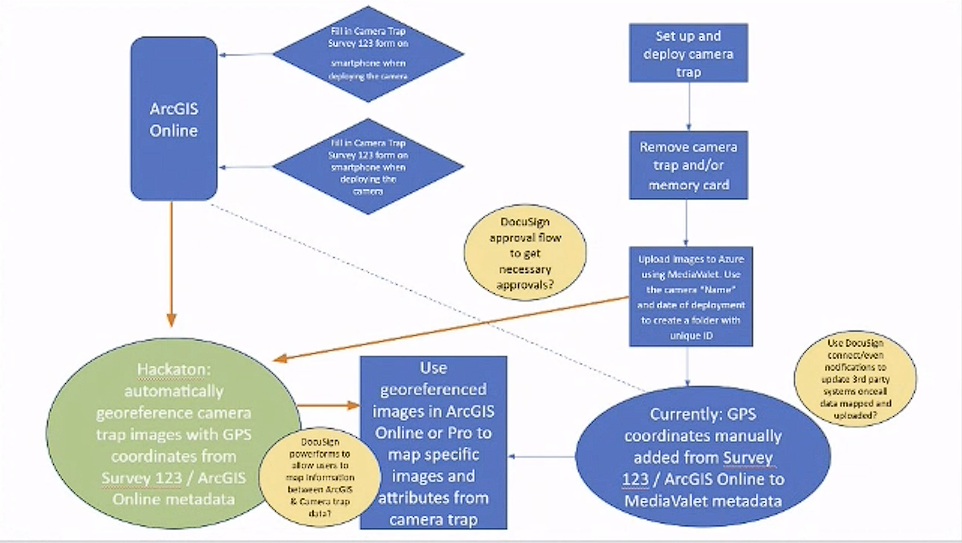 Fill in Camera Trap
Survey 123 form on
smartphone when
deploying the camera
ArcGIS
Online
Fill in Camera Trap
Survey 123 form on
smartphone when
deploying the
camera
Set up and
deploy camera
trap
Remove camera
trap and/or
memory card
DocuSign
approval flow
to get
necessary
approvals?
Upload images to Azure
using MediaValet. Use
the camera "Name"
and date of deployment
to create a folder with
unique ID
Hackaton:
automatically
georeference camera
trap images with GPS
coordinates from
Survey 123 / ArcGIS
Online metadata
DocuSign
powerforms to
allow users to
map information
between ArcGIS
& Camera trap
data?
Use
georeferenced
images in ArcGIS
Online or Pro to
map specific
images and
attributes from
camera trap
Currently: GPS
coordinates manually
added from Survey
123 / ArcGIS Online to
MediaValet metadata
Use DocuSign
connect/even
notifications to
update 3rd party
systems onceall
data mapped and
uploaded?